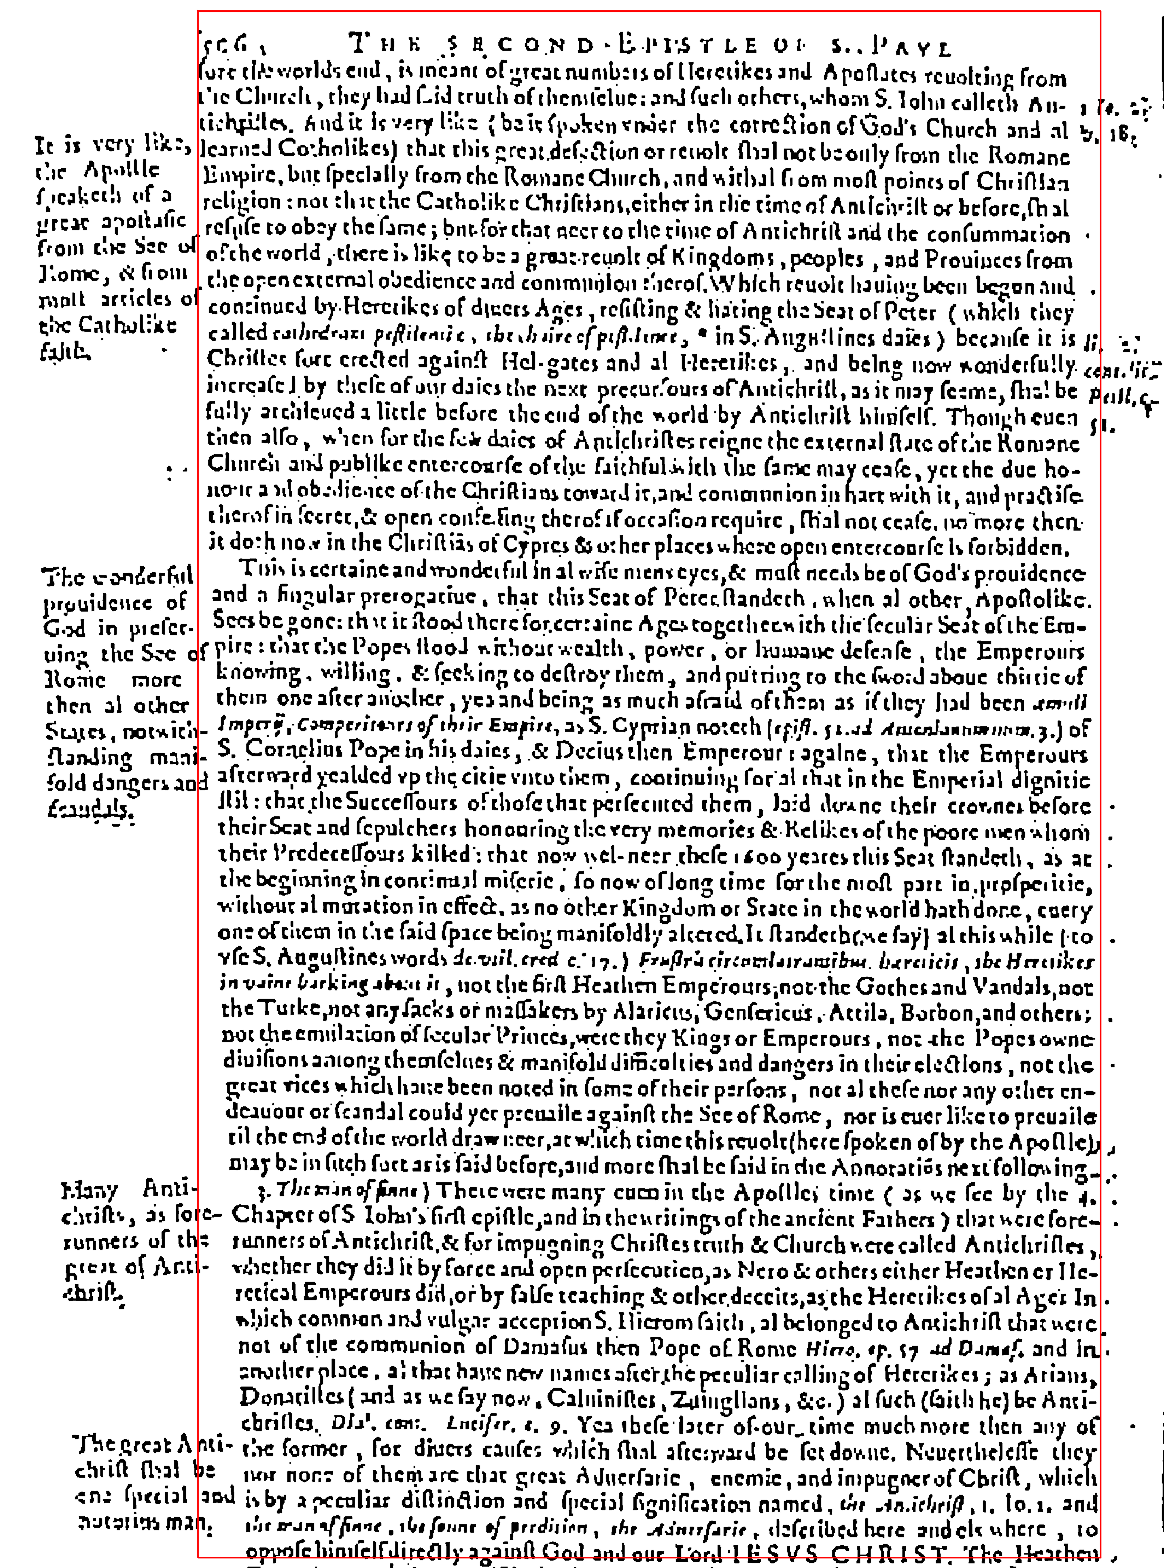 THE SECOND EPISTLE OF S. PAVL
fore the worlds end, is meant of great numbers of Heretikes and Apostates reuolting from
the Church, they had said truth of themselues: and such others, whom S. Iohn calleth An-
tichristes. And it is very like (be it spoken vnder the correction of God's Church and al
learned Catholikes) that this great defection or reuolt shal not be only from the Romane
Empire, but specially from the Romane Church, and withal from most points of Christian
religion: not that the Catholike Christians, either in the time of Antichrist or before, shal
refuse to obey the same; but for that neer to the time of Antichrist and the consummation
of the world, there is like to be a great reuolt of Kingdoms, peoples, and Prouinces from
the open external obedience and communion therof. Which reuolt hauing been begon and
continued by Heretikes of diuers Ages, resisting & hating the Seat of Peter (which they
called cathedram pestilentiæ, the chaire of pestilence, * in S. Augustines daies) because it is
Christes fort erected against Hel-gates and al Heretikes, and being now wonderfully
increased by these of our daies the next precursours of Antichrist, as it may seeme, shal be
fully archieued a little before the end of the world by Antichrist himself. Though euen
then also, when for the few daies of Antichristes reigne the external state of the Romane
Church and publike entercourse of the faithful with the same may cease, yet the due ho-
nour and obedience of the Christians toward it, and communion in hart with it, and practise
therof in secret, & open confessing therof if occasion require, shal not cease, no more then
it doth now in the Christiãs of Cypres & other places where open entercourse is forbidden.
This is certaine and wonderful in al wise mens eyes, & must needs be of God's prouidence
and a singular prerogatiue, that this Seat of Peter standeth, when al other Apostolike
Sees be gone: that it stood there for certaine Ages together with the secular Seat of the Em-
pire: that the Popes stood without wealth, power, or humane defense, the Emperours
knowing, willing, & seeking to destroy them, and putting to the sword aboue thirtie of
them one after another, yea and being as much afraid of them as if they had been æmuli
Imperij, Competitours of their Empire, as S. Cyprian noteth (epist. 52. ad Antonianum num. 3.) of
S. Cornelius Pope in his daies, & Decius then Emperour: againe, that the Emperours
afterward yealded vp the citie vnto them, continuing for al that in the Emperial dignitie
stil: that the Successours of those that persecuted them, laid downe their crownes before
their Seat and sepulchers honouring the very memories & Relikes of the poore men whom
their Predecessours killed: that now wel-neer these 1600 yeares this Seat standeth, as at
the beginning in continual miserie, so now of long time for the most part in prosperitie,
without al mutation in effect, as no other Kingdom or State in the world hath done, euery
one of them in the said space being manifoldly altered. It standeth (we say) al this while (to
vse S. Augustines words de vtil. cred. c. 17.) Frustrà circumlatrantibus hæreticis, the Heretikes
in vaine barking about it, not the first Heathen Emperours, not the Gothes and Vandals, not
the Turke, not any sacks or massakers by Alaricus, Gensericus, Attila, Borbon, and others;
not the emulation of secular Princes, were they Kings or Emperours, not the Popes owne
diuisions among themselues & manifold difficolties and dangers in their elections, not the
great vices which haue been noted in some of their persons, not al these nor any other en-
deauour or scandal could yet preuaile against the See of Rome, nor is euer like to preuaile
til the end of the world draw neer, at which time this reuolt (here spoken of by the Apostle)
may be in such sort as is said before, and more shal be said in the Annotatiõs next following.
3. The man of sinne) There were many euen in the Apostles time (as we see by the 4.
Chapter of S Iohn's first epistle, and in the writings of the ancient Fathers) that were fore-
runners of Antichrist, & for impugning Christes truth & Church were called Antichristes,
whether they did it by force and open persecution, as Nero & others either Heathen or He-
retical Emperours did, or by false teaching & other deceits, as the Heretikes of al Ages. In
which common and vulgar acception S. Hierom saith, al belonged to Antichrist that were
not of the communion of Damasus then Pope of Rome Hiero. ep. 57 ad Damas. and in
another place, al that haue new names after the peculiar calling of Heretikes; as Arians,
Donatistes (and as we say now, Caluinistes, Zuinglians, &c.) al such (saith he) be Anti-
christes. Dial. cont. Lucifer. c. 9. Yea these later of our time much more then any of
the former, for diuers causes which shal afterward be set downe. Neuerthelesse they
nor none of them are that great Aduersarie, enemie, and impugner of Christ, which
is by a peculiar distinction and special signification named, the Antichrist, 1. Io. 2. and
the man of sinne, the sonne of perdition, the Aduersarie, described here and els where, to
oppose himself directly against God and our Lord IESVS CHRIST. The Heathen
It is very like,
the Apostle
speaketh of a
great apostasie
from the See of
Rome, & from
most articles of
the Catholike
faith.
The wonderful
prouidence of
God in preser-
uing the See of
Rome more
then al other
States, notwith-
standing mani-
fold dangers and
scandals.
Many Anti-
christs, as fore-
runners of the
great of Anti-
christ.
The great Anti-
christ shal be
one special and
notorius man.